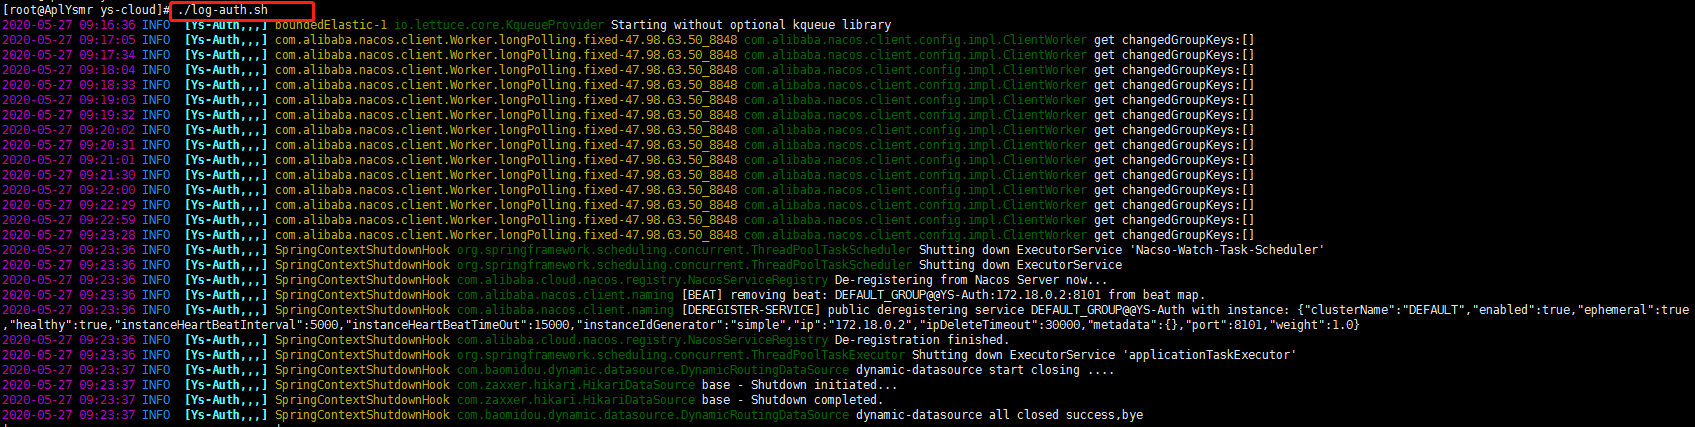 [root@AplYsmr ys-cloud]# ./log-auth.sh
2020-05-27 09:16:36 INFO  [Ys-Auth,,,] boundedElastic-1 io.lettuce.core.KqueueProvider Starting without optional kqueue library
2020-05-27 09:17:05 INFO  [Ys-Auth,,,] com.alibaba.nacos.client.Worker.longPolling.fixed-47.98.63.50_8848 com.alibaba.nacos.client.config.impl.ClientWorker get changedGroupKeys:[]
2020-05-27 09:17:34 INFO  [Ys-Auth,,,] com.alibaba.nacos.client.Worker.longPolling.fixed-47.98.63.50_8848 com.alibaba.nacos.client.config.impl.ClientWorker get changedGroupKeys:[]
2020-05-27 09:18:04 INFO  [Ys-Auth,,,] com.alibaba.nacos.client.Worker.longPolling.fixed-47.98.63.50_8848 com.alibaba.nacos.client.config.impl.ClientWorker get changedGroupKeys:[]
2020-05-27 09:18:33 INFO  [Ys-Auth,,,] com.alibaba.nacos.client.Worker.longPolling.fixed-47.98.63.50_8848 com.alibaba.nacos.client.config.impl.ClientWorker get changedGroupKeys:[]
2020-05-27 09:19:03 INFO  [Ys-Auth,,,] com.alibaba.nacos.client.Worker.longPolling.fixed-47.98.63.50_8848 com.alibaba.nacos.client.config.impl.ClientWorker get changedGroupKeys:[]
2020-05-27 09:19:32 INFO  [Ys-Auth,,,] com.alibaba.nacos.client.Worker.longPolling.fixed-47.98.63.50_8848 com.alibaba.nacos.client.config.impl.ClientWorker get changedGroupKeys:[]
2020-05-27 09:20:02 INFO  [Ys-Auth,,,] com.alibaba.nacos.client.Worker.longPolling.fixed-47.98.63.50_8848 com.alibaba.nacos.client.config.impl.ClientWorker get changedGroupKeys:[]
2020-05-27 09:20:31 INFO  [Ys-Auth,,,] com.alibaba.nacos.client.Worker.longPolling.fixed-47.98.63.50_8848 com.alibaba.nacos.client.config.impl.ClientWorker get changedGroupKeys:[]
2020-05-27 09:21:01 INFO  [Ys-Auth,,,] com.alibaba.nacos.client.Worker.longPolling.fixed-47.98.63.50_8848 com.alibaba.nacos.client.config.impl.ClientWorker get changedGroupKeys:[]
2020-05-27 09:21:30 INFO  [Ys-Auth,,,] com.alibaba.nacos.client.Worker.longPolling.fixed-47.98.63.50_8848 com.alibaba.nacos.client.config.impl.ClientWorker get changedGroupKeys:[]
2020-05-27 09:22:00 INFO  [Ys-Auth,,,] com.alibaba.nacos.client.Worker.longPolling.fixed-47.98.63.50_8848 com.alibaba.nacos.client.config.impl.ClientWorker get changedGroupKeys:[]
2020-05-27 09:22:29 INFO  [Ys-Auth,,,] com.alibaba.nacos.client.Worker.longPolling.fixed-47.98.63.50_8848 com.alibaba.nacos.client.config.impl.ClientWorker get changedGroupKeys:[]
2020-05-27 09:22:59 INFO  [Ys-Auth,,,] com.alibaba.nacos.client.Worker.longPolling.fixed-47.98.63.50_8848 com.alibaba.nacos.client.config.impl.ClientWorker get changedGroupKeys:[]
2020-05-27 09:23:28 INFO  [Ys-Auth,,,] com.alibaba.nacos.client.Worker.longPolling.fixed-47.98.63.50_8848 com.alibaba.nacos.client.config.impl.ClientWorker get changedGroupKeys:[]
2020-05-27 09:23:36 INFO  [Ys-Auth,,,] SpringContextShutdownHook org.springframework.scheduling.concurrent.ThreadPoolTaskScheduler Shutting down ExecutorService 'Nacso-Watch-Task-Scheduler'
2020-05-27 09:23:36 INFO  [Ys-Auth,,,] SpringContextShutdownHook org.springframework.scheduling.concurrent.ThreadPoolTaskScheduler Shutting down ExecutorService
2020-05-27 09:23:36 INFO  [Ys-Auth,,,] SpringContextShutdownHook com.alibaba.cloud.nacos.registry.NacosServiceRegistry De-registering from Nacos Server now...
2020-05-27 09:23:36 INFO  [Ys-Auth,,,] SpringContextShutdownHook com.alibaba.nacos.client.naming [BEAT] removing beat: DEFAULT_GROUP@@YS-Auth:172.18.0.2:8101 from beat map.
2020-05-27 09:23:36 INFO  [Ys-Auth,,,] SpringContextShutdownHook com.alibaba.nacos.client.naming [DEREGISTER-SERVICE] public deregistering service DEFAULT_GROUP@@YS-Auth with instance: {"clusterName":"DEFAULT","enabled":true,"ephemeral":true
,"healthy":true,"instanceHeartBeatInterval":5000,"instanceHeartBeatTimeOut":15000,"instanceIdGenerator":"simple","ip":"172.18.0.2","ipDeleteTimeout":30000,"metadata":{},"port":8101,"weight":1.0}
2020-05-27 09:23:36 INFO  [Ys-Auth,,,] SpringContextShutdownHook com.alibaba.cloud.nacos.registry.NacosServiceRegistry De-registration finished.
2020-05-27 09:23:36 INFO  [Ys-Auth,,,] SpringContextShutdownHook org.springframework.scheduling.concurrent.ThreadPoolTaskExecutor Shutting down ExecutorService 'applicationTaskExecutor'
2020-05-27 09:23:37 INFO  [Ys-Auth,,,] SpringContextShutdownHook com.baomidou.dynamic.datasource.DynamicRoutingDataSource dynamic-datasource start closing ....
2020-05-27 09:23:37 INFO  [Ys-Auth,,,] SpringContextShutdownHook com.zaxxer.hikari.HikariDataSource base - Shutdown initiated...
2020-05-27 09:23:37 INFO  [Ys-Auth,,,] SpringContextShutdownHook com.zaxxer.hikari.HikariDataSource base - Shutdown completed.
2020-05-27 09:23:37 INFO  [Ys-Auth,,,] SpringContextShutdownHook com.baomidou.dynamic.datasource.DynamicRoutingDataSource dynamic-datasource all closed success,bye